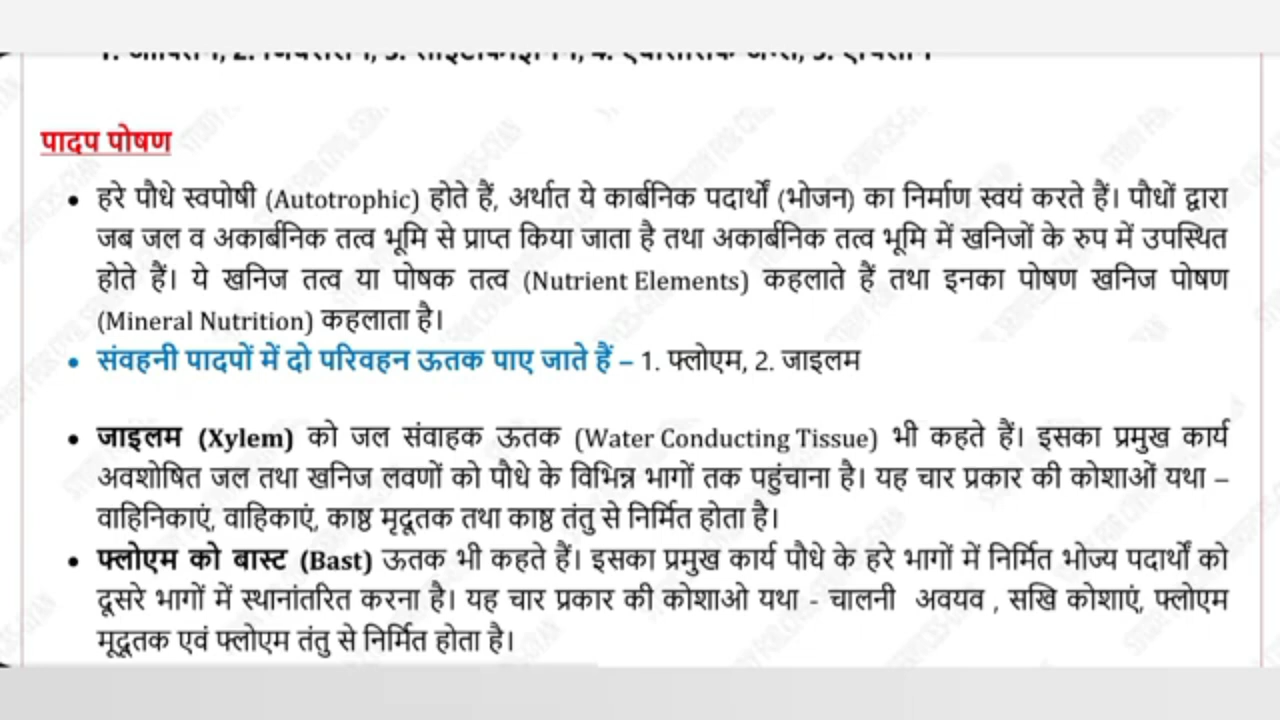 पादप पोषण
• हरे पौधे स्वपोषी (Autotrophic) होते हैं, अर्थात ये कार्बनिक पदार्थों (भोजन) का निर्माण स्वयं करते हैं। पौधों द्वारा
जब जल व अकार्बनिक तत्व भूमि से प्राप्त किया जाता है तथा अकार्बनिक तत्व भूमि में खनिजों के रुप में उपस्थित
होते हैं। ये खनिज तत्व या पोषक तत्व (Nutrient Elements) कहलाते हैं तथा इनका पोषण खनिज पोषण
(Mineral Nutrition) कहलाता है।
• संवहनी पादपों में दो परिवहन ऊतक पाए जाते हैं – 1. फ्लोएम, 2. जाइलम
• जाइलम (Xylem) को जल संवाहक ऊतक (Water Conducting Tissue) भी कहते हैं। इसका प्रमुख कार्य
अवशोषित जल तथा खनिज लवणों को पौधे के विभिन्न भागों तक पहुंचाना है। यह चार प्रकार की कोशाओं यथा –
वाहिनिकाएं, वाहिकाएं, काष्ठ मृदूतक तथा काष्ठ तंतु से निर्मित होता है।
• फ्लोएम को बास्ट (Bast) ऊतक भी कहते हैं। इसका प्रमुख कार्य पौधे के हरे भागों में निर्मित भोज्य पदार्थों को
दूसरे भागों में स्थानांतरित करना है। यह चार प्रकार की कोशाओ यथा - चालनी अवयव , सखि कोशाएं, फ्लोएम
मूदूतक एवं फ्लोएम तंतु से निर्मित होता है।